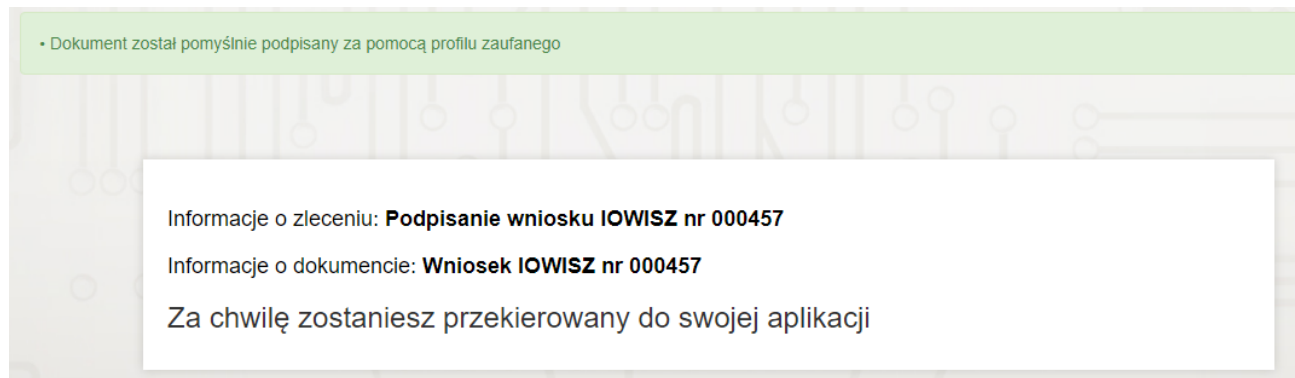 • Dokument został pomyślnie podpisany za pomocą profilu zaufanego
Informacje o zleceniu: Podpisanie wniosku IOWISZ nr 000457
Informacje o dokumencie: Wniosek IOWISZ nr 000457
Za chwilę zostaniesz przekierowany do swojej aplikacji